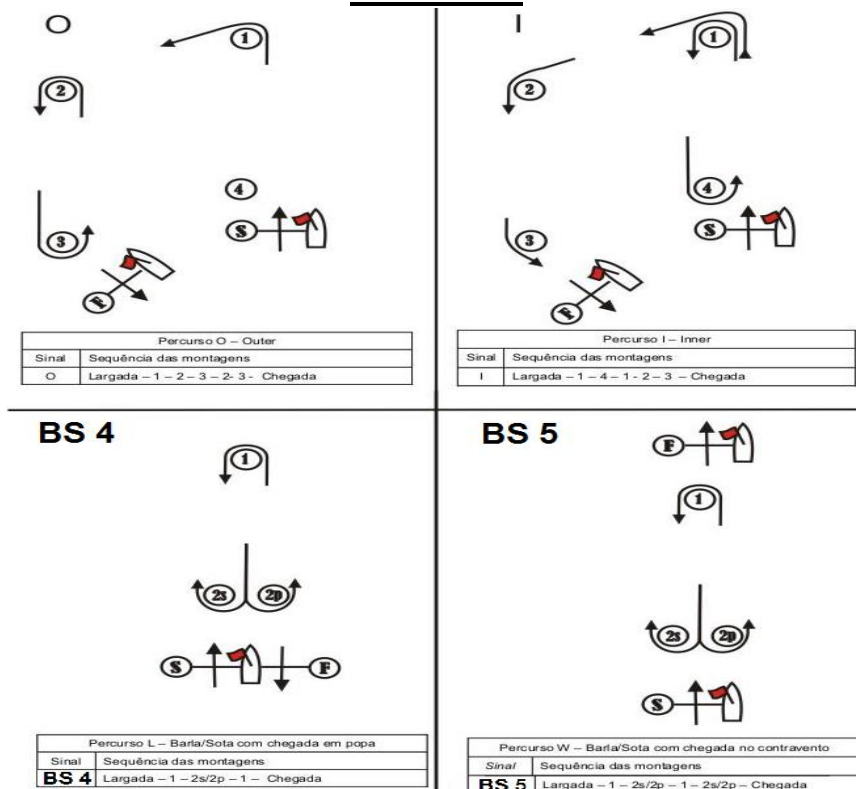 O
1
2
3
4
S
F
Percurso O – Outer
Sinal Sequência das montagens
O Largada – 1 – 2 – 3 – 2- 3 - Chegada
I
1
2
4
3
S
F
Percurso I – Inner
Sinal Sequência das montagens
I Largada – 1 – 4 – 1 - 2 – 3 – Chegada
BS 4
1
2s 2p
S F
Percurso L – Barla/Sota com chegada em popa
Sinal Sequência das montagens
BS 4 Largada – 1 – 2s/2p – 1 – Chegada
BS 5
F
1
2s 2p
S
Percurso W – Barla/Sota com chegada no contravento
Sinal Sequência das montagens
BS 5 Largada – 1 – 2s/2p – 1 – 2s/2p – Chegada